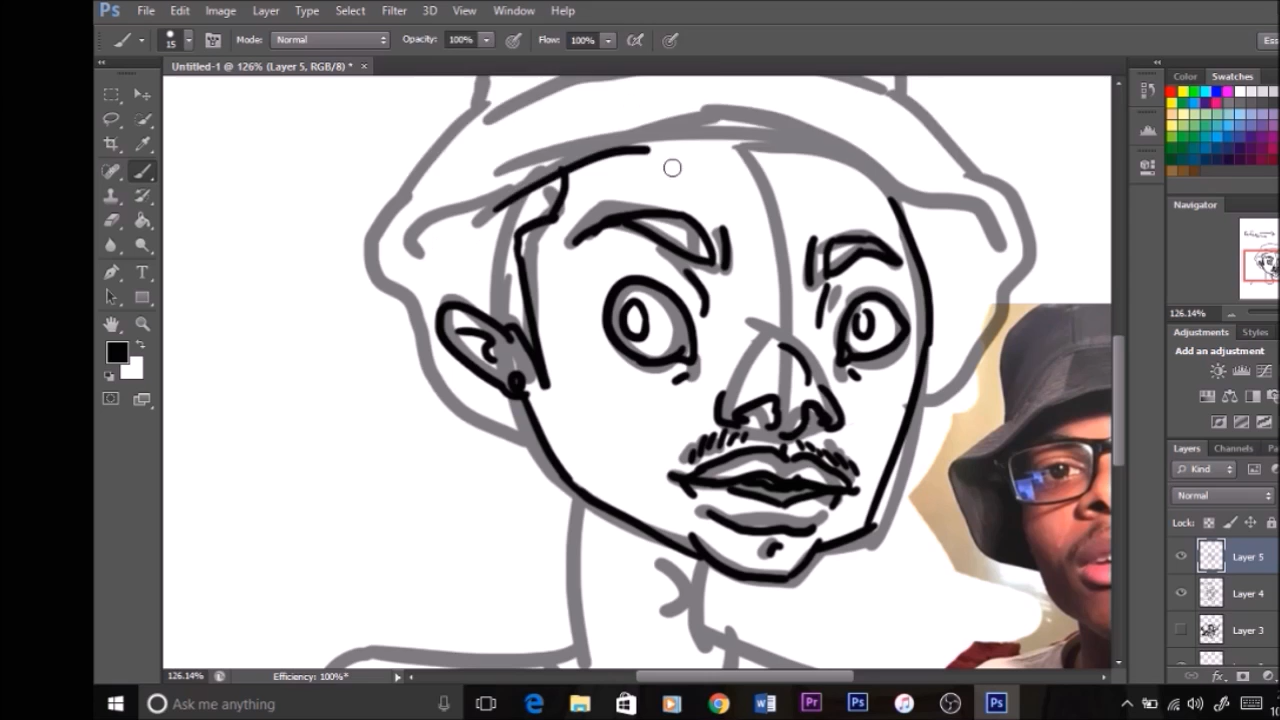 Ps File Edit Image Layer Type Select Filter 3D View Window Help
15 Mode: Normal Opacity: 100% Flow: 100%
Untitled-1 @ 126% (Layer 5, RGB/8) * ×
Color Swatches
Navigator
126.14%
Adjustments Styles
Add an adjustment
Layers Channels
Kind
Normal
Lock:
Layer 5
Layer 4
Layer 3
126.14% Efficiency: 100%*
Ask me anything